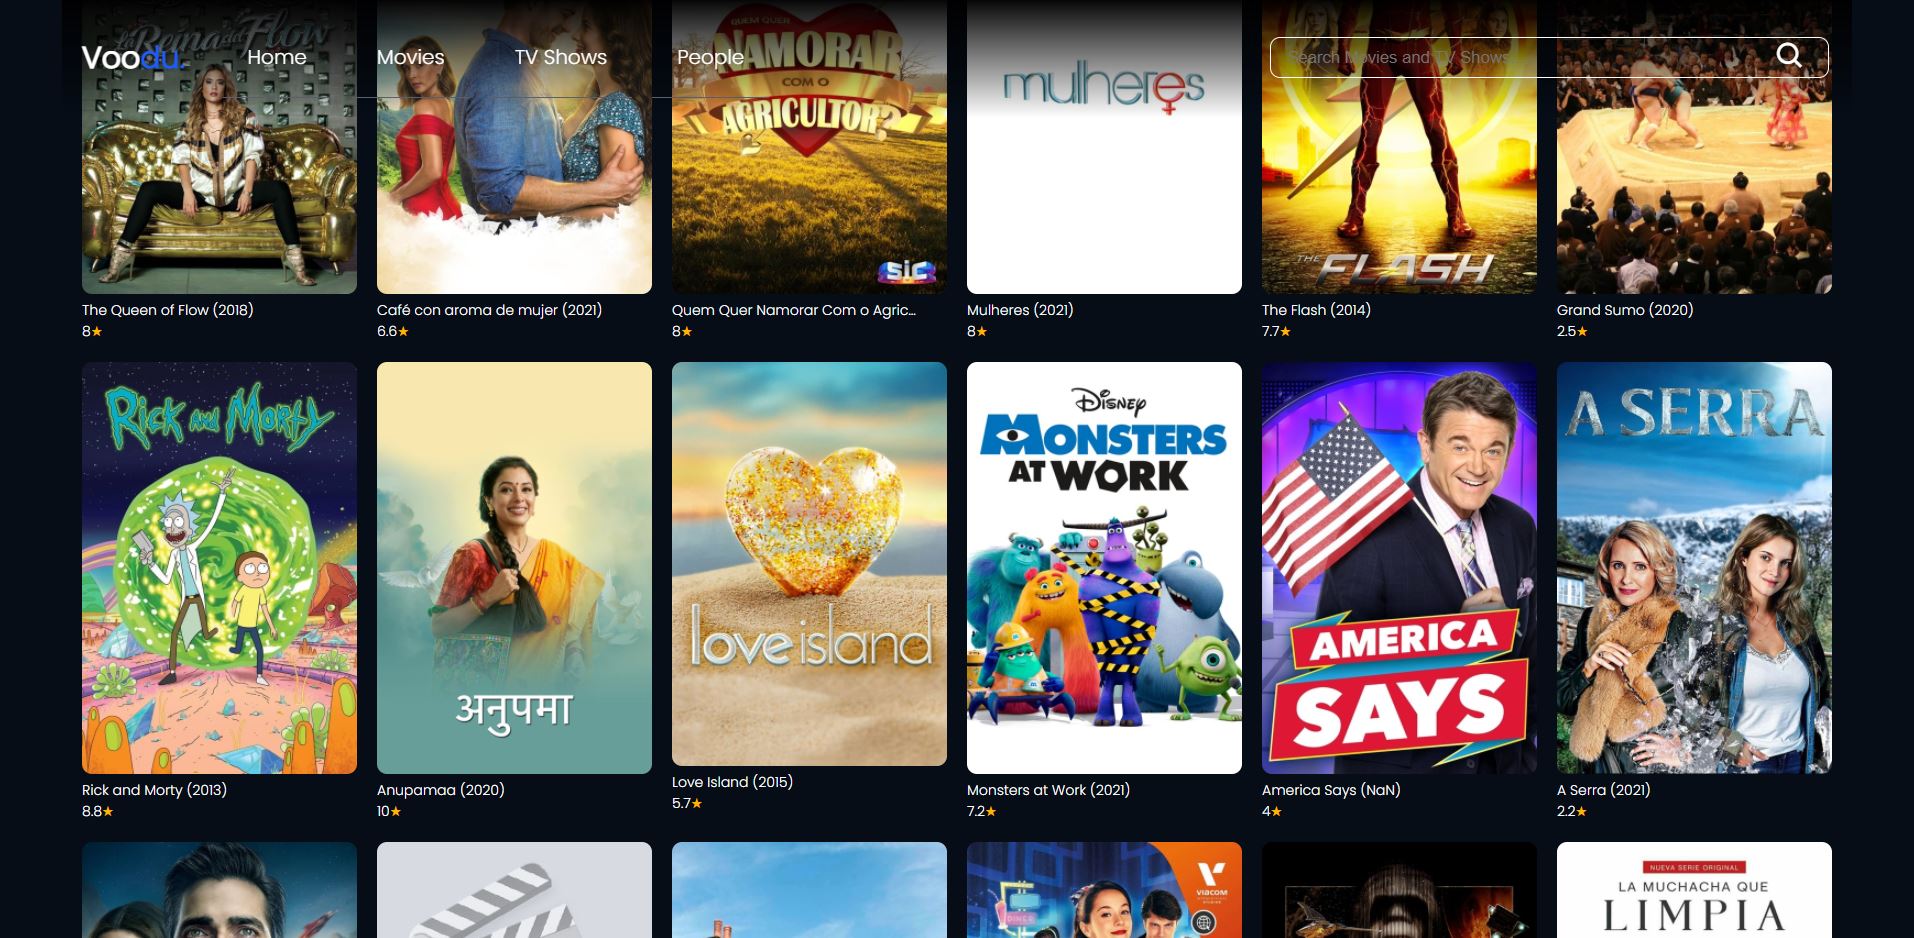 La Reina del Flow
Voodu.
Home
Movies
TV Shows
People
Search Movies and TV Shows...
QUEM QUER
NAMORAR
COM O
AGRICULTOR?
SIC
mulheres
THE FLASH
The Queen of Flow (2018)
8★
Café con aroma de mujer (2021)
6.6★
Quem Quer Namorar Com o Agric...
8★
Mulheres (2021)
8★
The Flash (2014)
7.7★
Grand Sumo (2020)
2.5★
Rick and Morty
अनुपमा
love island
Disney
MONSTERS
AT WORK
AMERICA
SAYS
A SERRA
Rick and Morty (2013)
8.8★
Anupamaa (2020)
10★
Love Island (2015)
5.7★
Monsters at Work (2021)
7.2★
America Says (NaN)
4★
A Serra (2021)
2.2★
DINER
VIACOM
NUEVA SERIE ORIGINAL
LA MUCHACHA QUE
LIMPIA